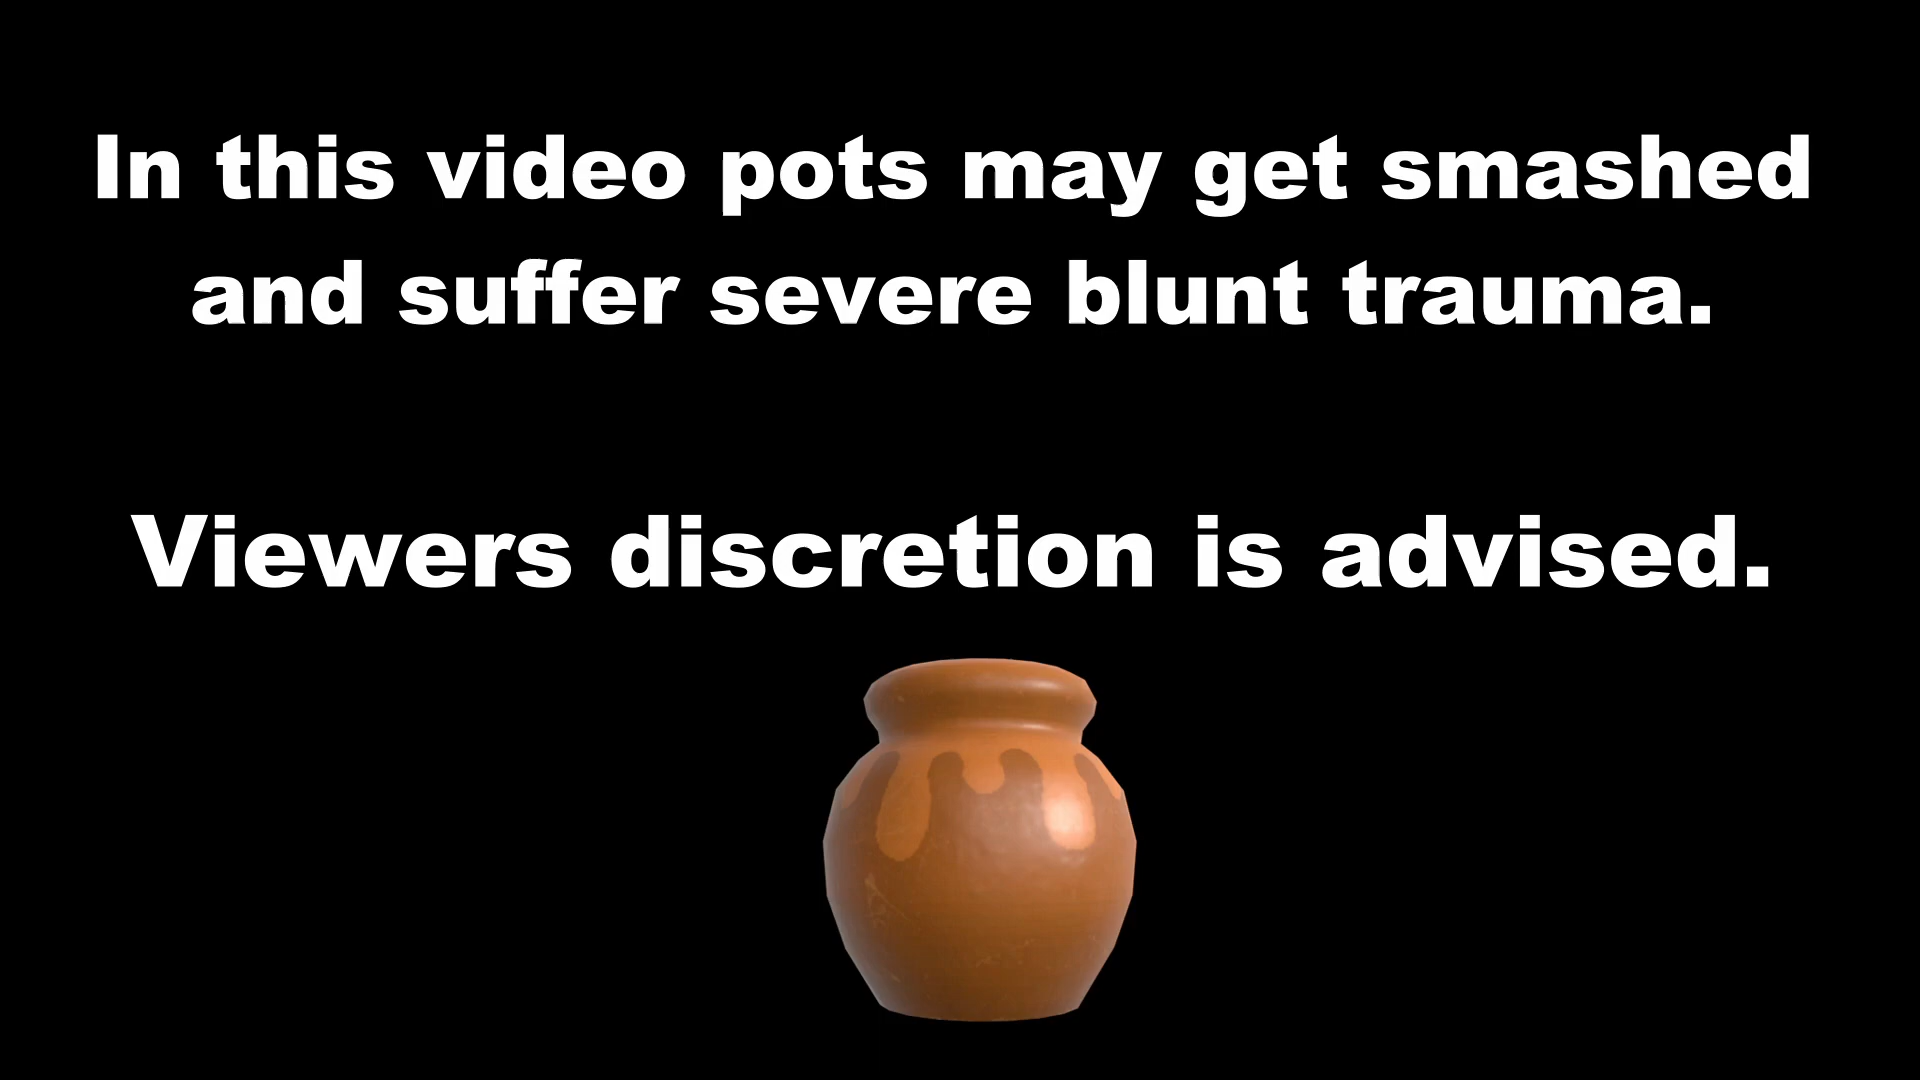 In this video pots may get smashed
and suffer severe blunt trauma.
Viewers discretion is advised.